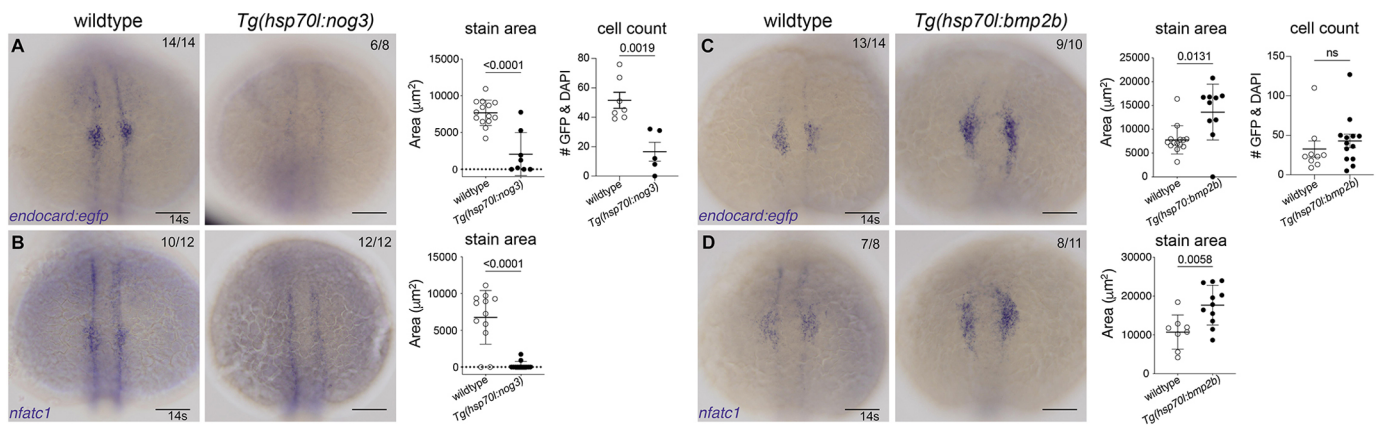 wildtype
Tg(hsp70l:nog3)
A
14/14
endocard:egfp
14s
6/8
stain area
Area (μm²)
15000
10000
5000
0
<0.0001
wildtype
Tg(hsp70l:nog3)
cell count
# GFP & DAPI
80
60
40
20
0
0.0019
wildtype
Tg(hsp70l:nog3)
B
10/12
nfatc1
14s
12/12
stain area
Area (μm²)
15000
10000
5000
0
<0.0001
wildtype
Tg(hsp70l:nog3)
wildtype
Tg(hsp70l:bmp2b)
C
13/14
endocard:egfp
14s
9/10
stain area
Area (μm²)
25000
20000
15000
10000
5000
0
0.0131
wildtype
Tg(hsp70:bmp2b)
cell count
# GFP & DAPI
150
100
50
0
ns
wildtype
Tg(hsp70l:bmp2b)
D
7/8
nfatc1
14s
8/11
stain area
Area (μm²)
30000
20000
10000
0
0.0058
wildtype
Tg(hsp70l:bmp2b)